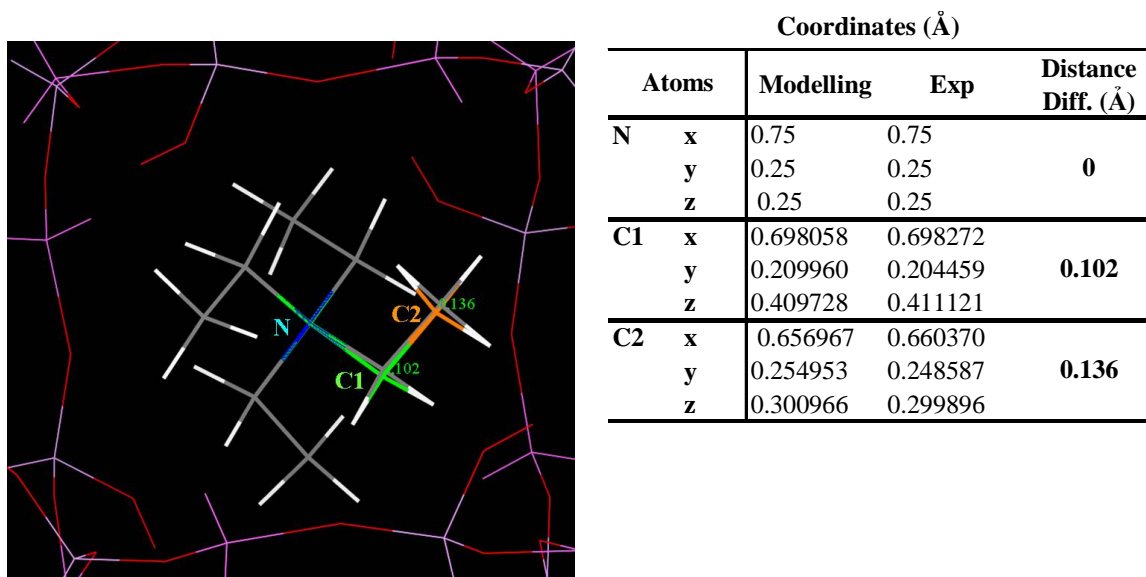 Coordinates (Å)
Atoms Modelling Exp Distance
Diff. (Ả)
N x 0.75 0.75
y 0.25 0.25 0
z 0.25 0.25
C1 x 0.698058 0.698272
y 0.209960 0.204459 0.102
z 0.409728 0.411121
C2 x 0.656967 0.660370
y 0.254953 0.248587 0.136
z 0.300966 0.299896
N
C2
.136
C1
.102